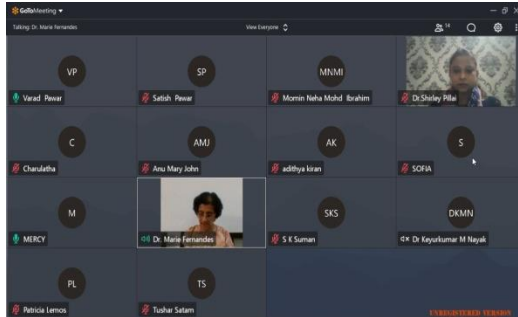 GoToMeeting
Talking: Dr. Marie Fernandes
View Everyone
14
VP
Varad Pawar
SP
Satish Pawar
MNMI
Momin Neha Mohd Ibrahim
Dr.Shirley Pillai
C
Charulatha
AMJ
Anu Mary John
AK
adithya kiran
S
SOFIA
M
MERCY
Dr. Marie Fernandes
SKS
S K Suman
DKMN
Dr Keyurkumar M Nayak
PL
Patricia Lemos
TS
Tushar Satam
UNREGISTERED VERSION